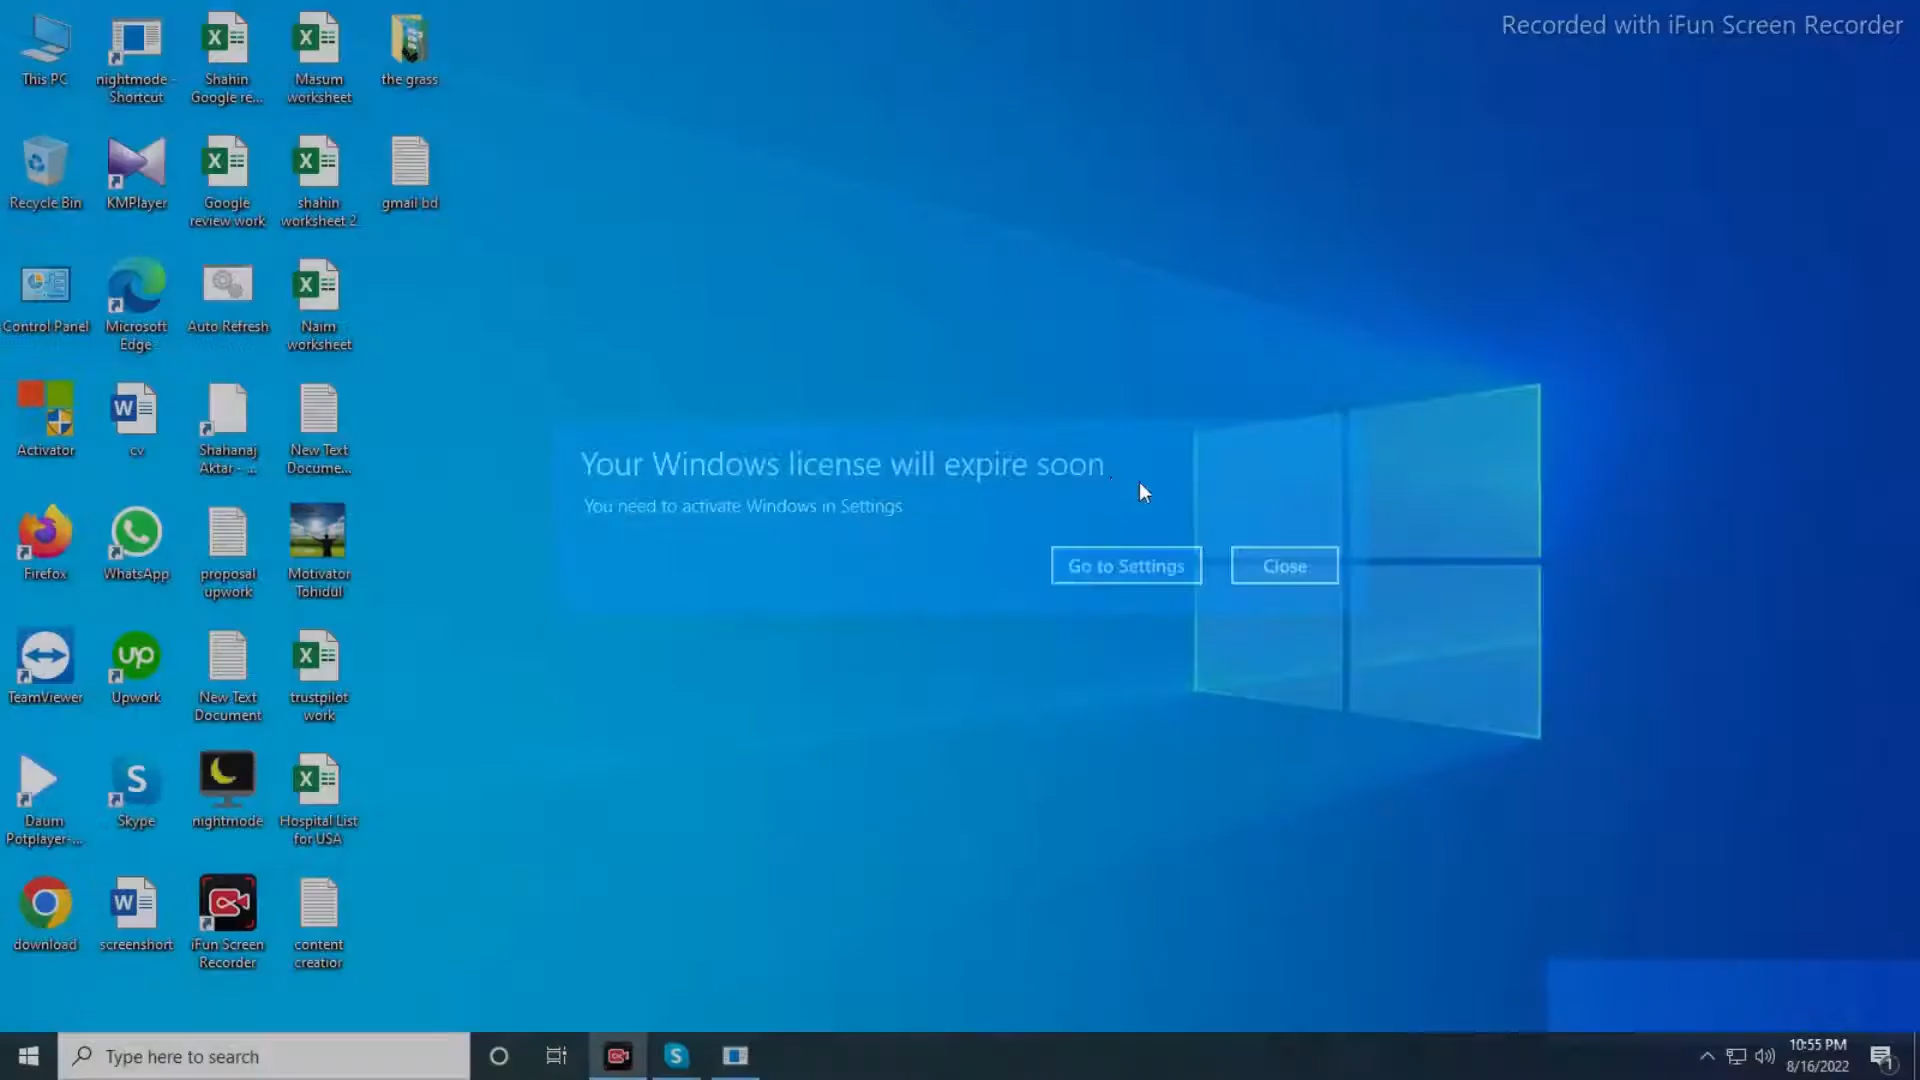 Recorded with iFun Screen Recorder
This PC
nightmode -
Shortcut
Shahin
Google re...
Masum
worksheet
the grass
Recycle Bin
KMPlayer
Google
review work
shahin
worksheet 2
gmail bd
Control Panel
Microsoft
Edge
Auto Refresh
Naim
worksheet
Activator
cv
Shahanaj
Aktar - ...
New Text
Docume...
Your Windows license will expire soon
You need to activate Windows in Settings
Go to Settings
Close
Firefox
WhatsApp
proposal
upwork
Motivator
Tohidul
TeamViewer
Upwork
New Text
Document
trustpilot
work
Daum
Potplayer-...
Skype
nightmode
Hospital List
for USA
download
screenshort
iFun Screen
Recorder
content
creator
Type here to search
10:55 PM
8/16/2022
1